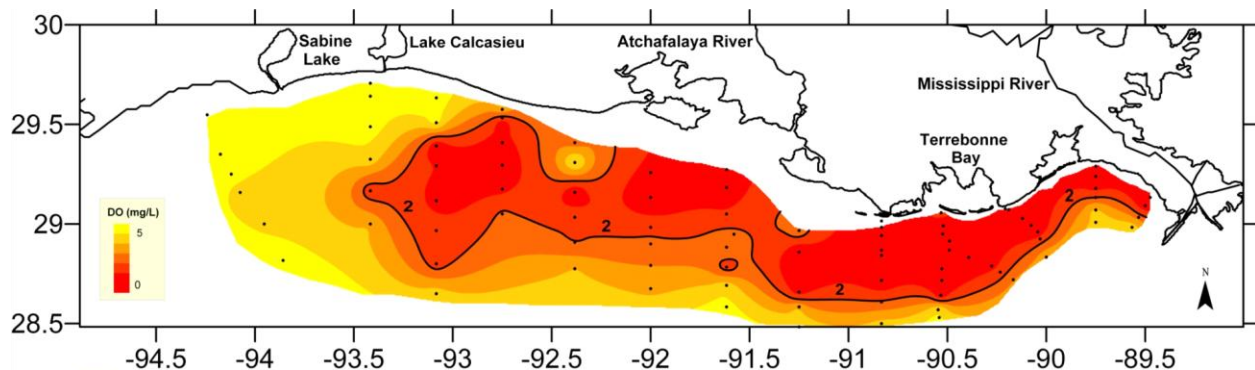 30
29.5
29
28.5
Sabine
Lake
Lake Calcasieu
Atchafalaya River
Mississippi River
Terrebonne
Bay
DO (mg/L)
5
0
2
2
2
N
-94.5
-94
-93.5
-93
-92.5
-92
-91.5
-91
-90.5
-90
-89.5